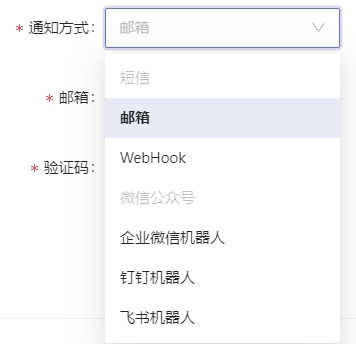 * 通知方式: 邮箱
短信
* 邮箱: 邮箱
WebHook
* 验证码:
微信公众号
企业微信机器人
钉钉机器人
飞书机器人